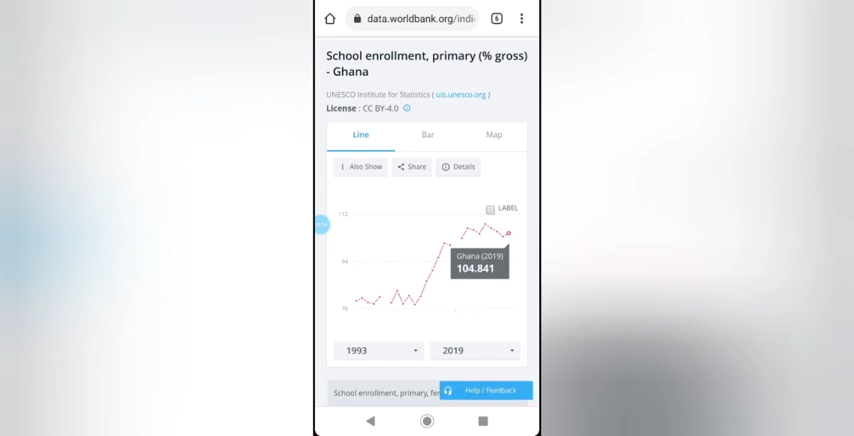 data.worldbank.org/indi
6
School enrollment, primary (% gross)
- Ghana
UNESCO Institute for Statistics ( uis.unesco.org )
License : CC BY-4.0
Line Bar Map
Also Show Share Details
LABEL
112
Ghana (2019)
104.841
94
76
1993 2019
School enrollment, primary, fe
Help / Feedback